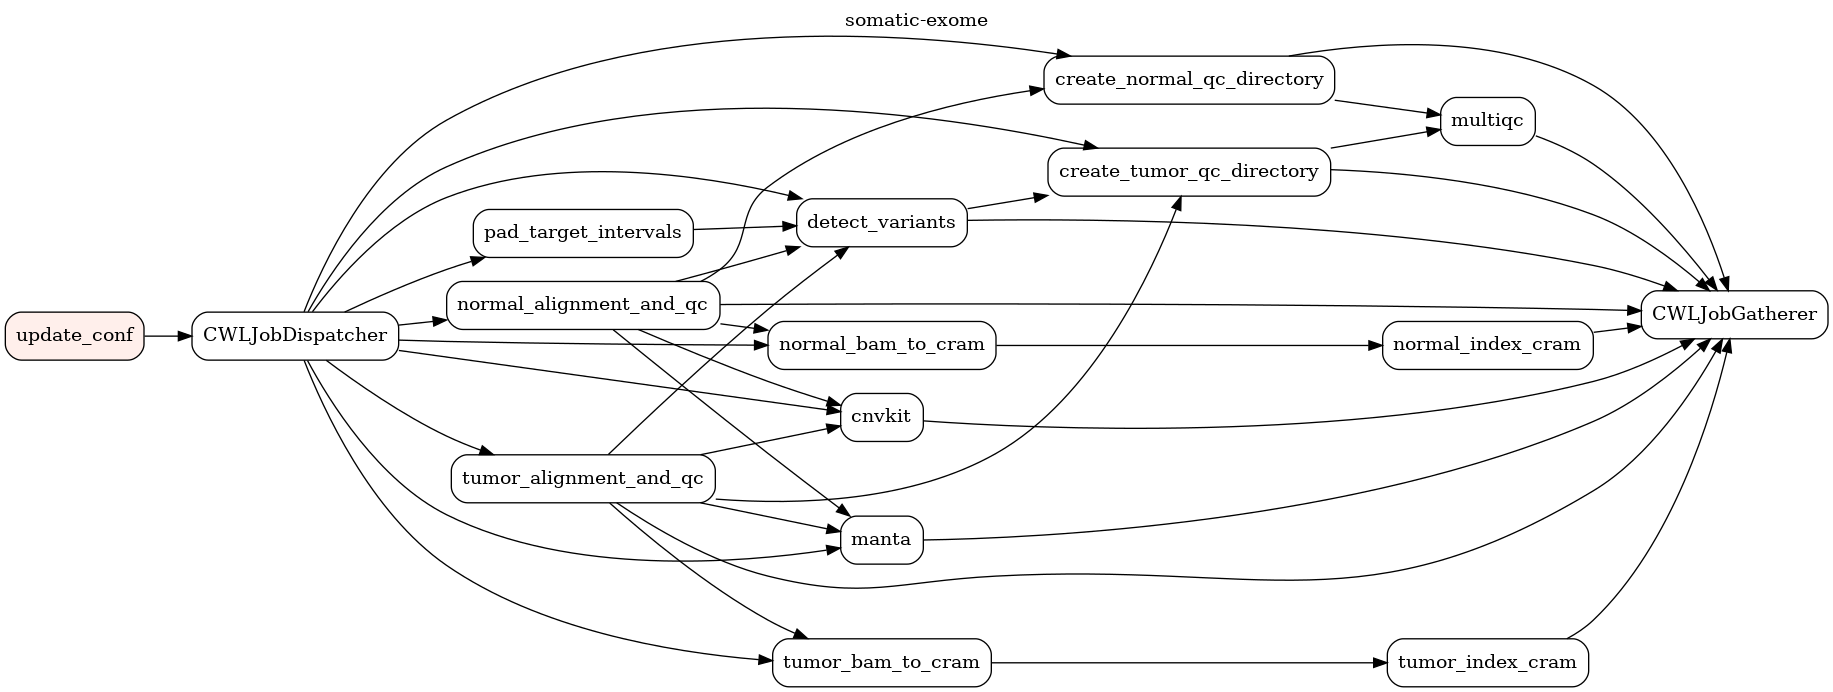 somatic-exome
create_normal_qc_directory
multiqc
create_tumor_qc_directory
detect_variants
pad_target_intervals
normal_alignment_and_qc
CWLJobGatherer
update_conf
CWLJobDispatcher
normal_bam_to_cram
normal_index_cram
cnvkit
tumor_alignment_and_qc
manta
tumor_bam_to_cram
tumor_index_cram